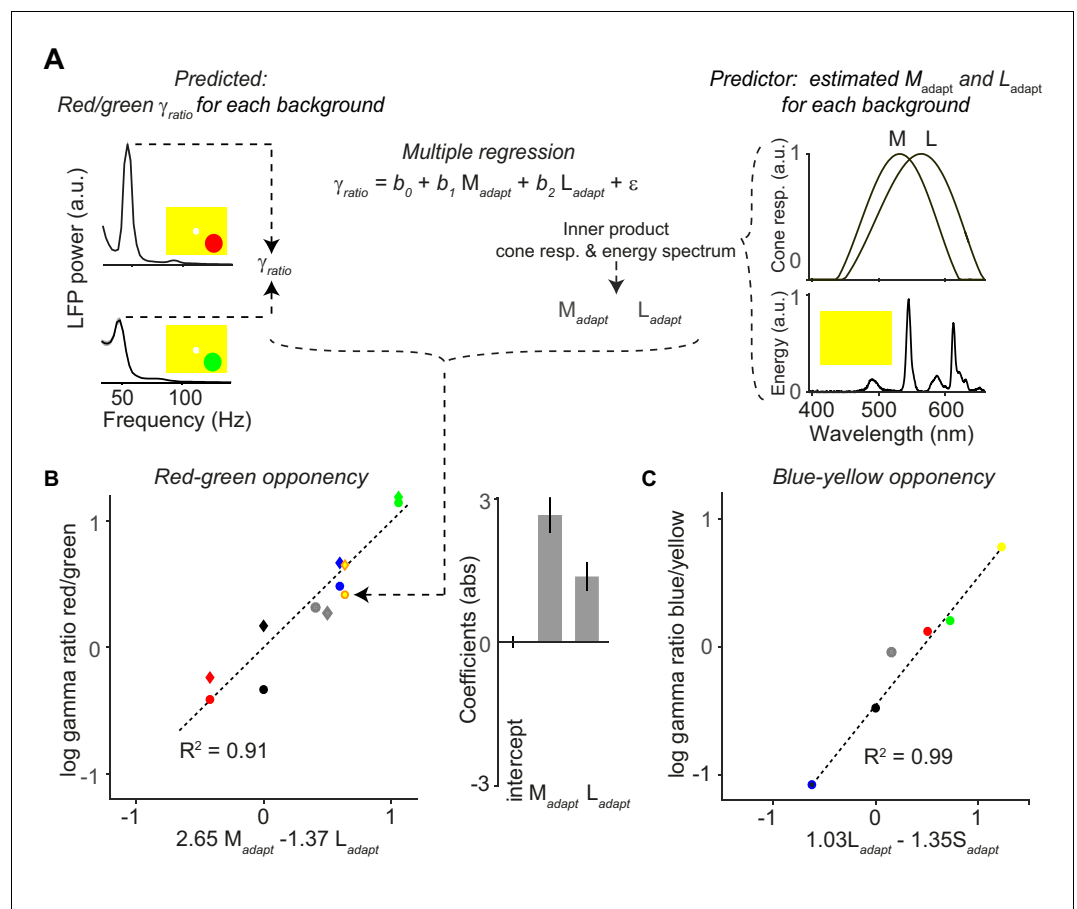 A
Predicted:
Red/green γratio for each background
LFP power (a.u.)
γratio
50
100
Frequency (Hz)
Multiple regression
γratio = b0 + b1 Madapt + b2 Ladapt + ε
Inner product
cone resp. & energy spectrum
Madapt Ladapt
Predictor: estimated Madapt and Ladapt
for each background
Cone resp. (a.u.)
1
0
M L
Energy (a.u.)
1
0
400 500 600
Wavelength (nm)
B
Red-green opponency
log gamma ratio red/green
1
0
-1
R2 = 0.91
-1 0 1
2.65 Madapt -1.37 Ladapt
Coefficients (abs)
3
0
-3
intercept
Madapt Ladapt
C
Blue-yellow opponency
log gamma ratio blue/yellow
1
0
-1
R2 = 0.99
-1 0 1
1.03Ladapt - 1.35Sadapt